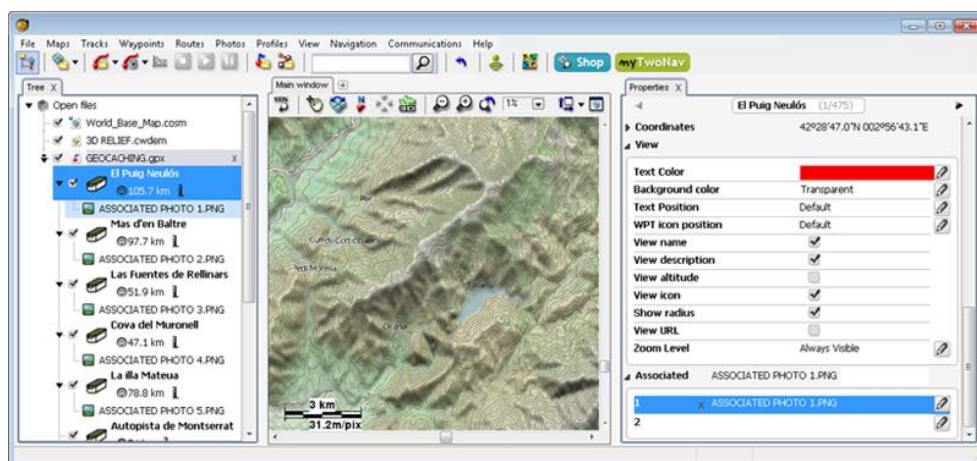 File Maps Tracks Waypoints Routes Photos Profiles View Navigation Communications Help
Shop
myTwoNav
Tree X
Open files
World_Base_Map.cosm
3D RELIEF.cwdem
GEOCACHING.gpx x
El Puig Neulós
105.7 km
ASSOCIATED PHOTO 1.PNG
Mas d'en Baltre
97.7 km
ASSOCIATED PHOTO 2.PNG
Las Fuentes de Rellinars
51.9 km
ASSOCIATED PHOTO 3.PNG
Cova del Muronell
47.1 km
ASSOCIATED PHOTO 4.PNG
La illa Mateua
78.8 km
ASSOCIATED PHOTO 5.PNG
Autopista de Montserrat
Main window
100%
1%
3 km
31.2m/pix
Properties X
El Puig Neulós (1/475)
Coordinates 42º28'47.0"N 002º56'43.1"E
View
Text Color
Background color Transparent
Text Position Default
WPT icon position Default
View name
View description
View altitude
View icon
Show radius
View URL
Zoom Level Always Visible
Associated ASSOCIATED PHOTO 1.PNG
1 x ASSOCIATED PHOTO 1.PNG
2